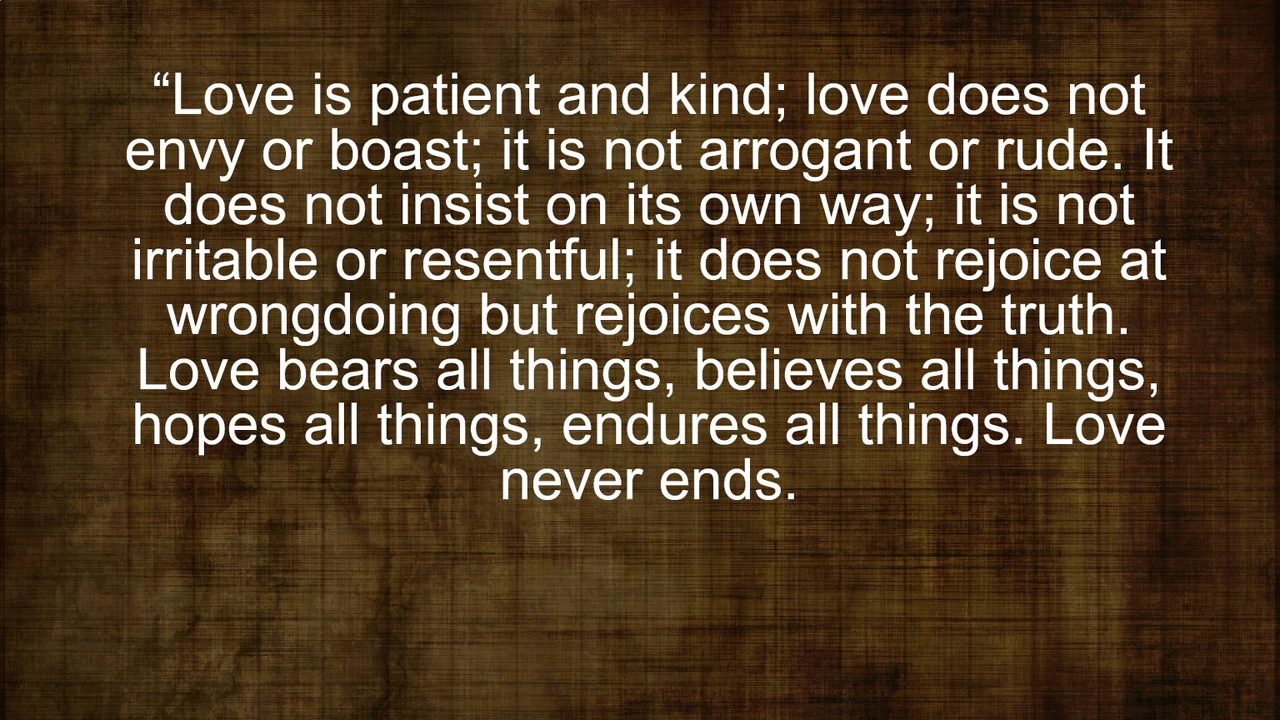 “Love is patient and kind; love does not
envy or boast; it is not arrogant or rude. It
does not insist on its own way; it is not
irritable or resentful; it does not rejoice at
wrongdoing but rejoices with the truth.
Love bears all things, believes all things,
hopes all things, endures all things. Love
never ends.